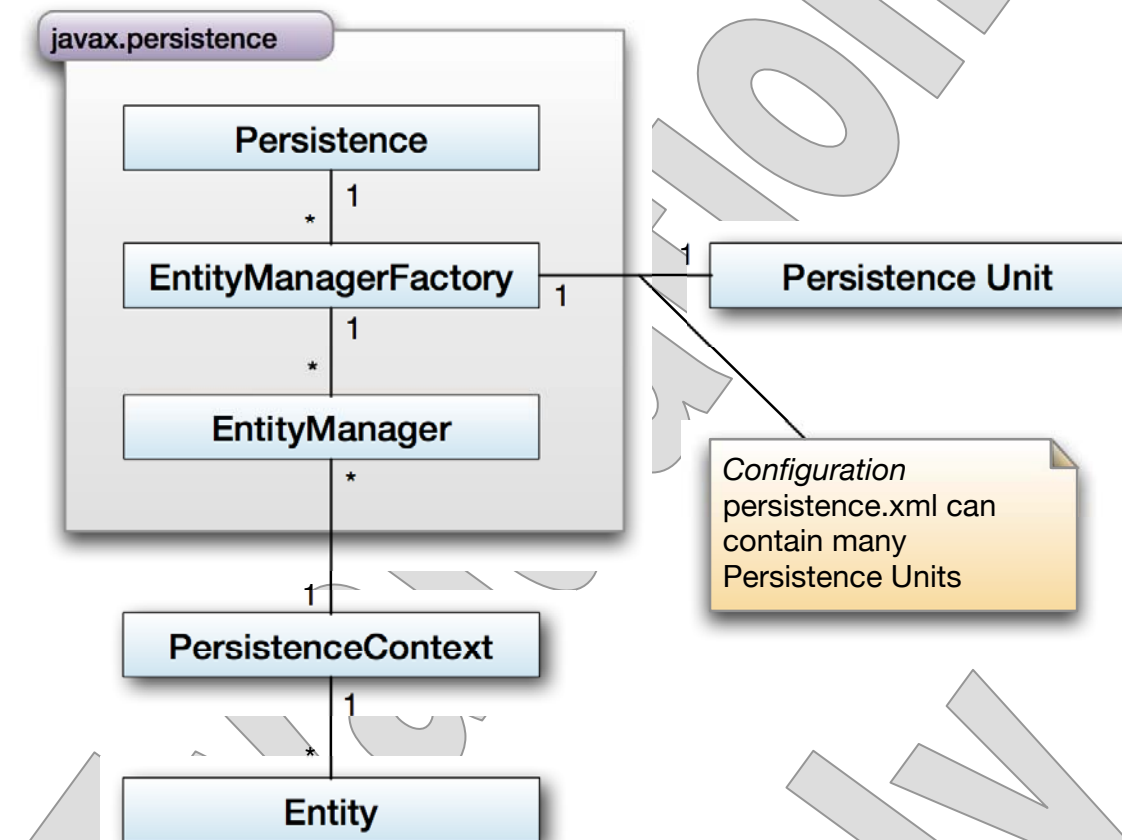 javax.persistence
Persistence
1
*
EntityManagerFactory
1
1
Persistence Unit
1
*
EntityManager
*
Configuration
persistence.xml can
contain many
Persistence Units
1
PersistenceContext
1
*
Entity